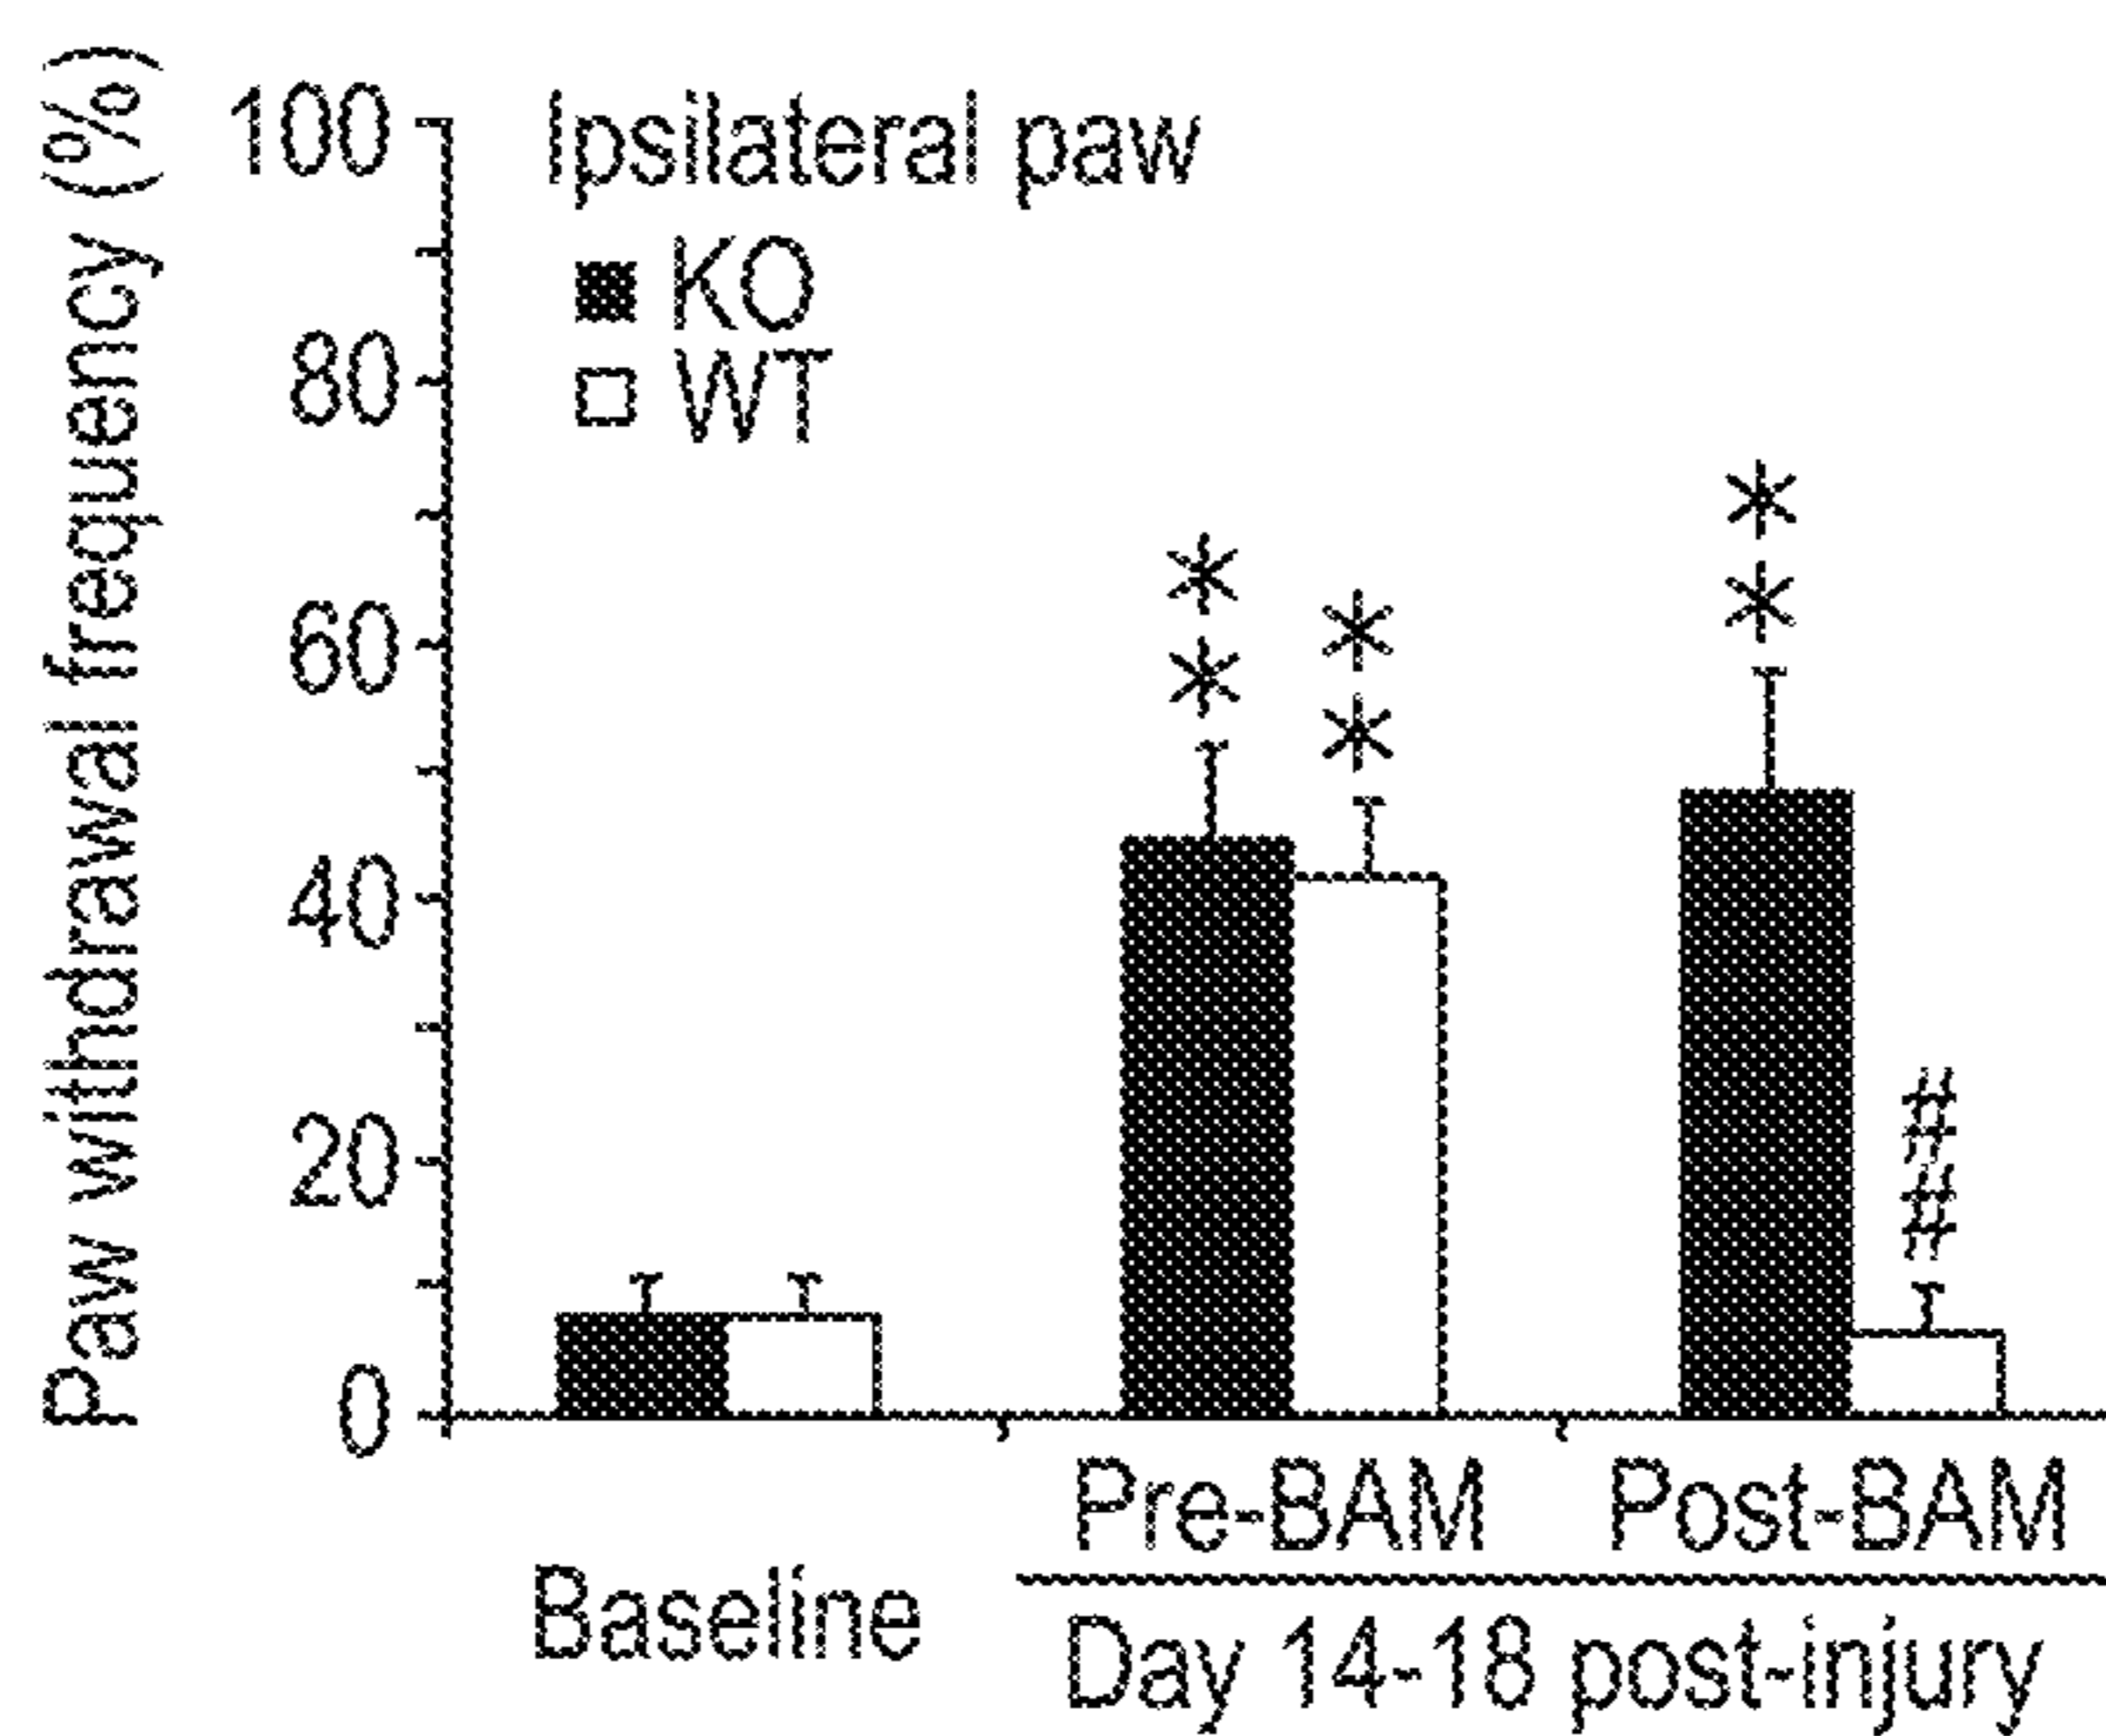 Paw withdrawal frequency (%)
100
80
60
40
20
0
Ipsilateral paw
KO
WT
*
*
*
*
*
*
#
#
Pre-BAM Post-BAM
Baseline
Day 14-18 post-injury